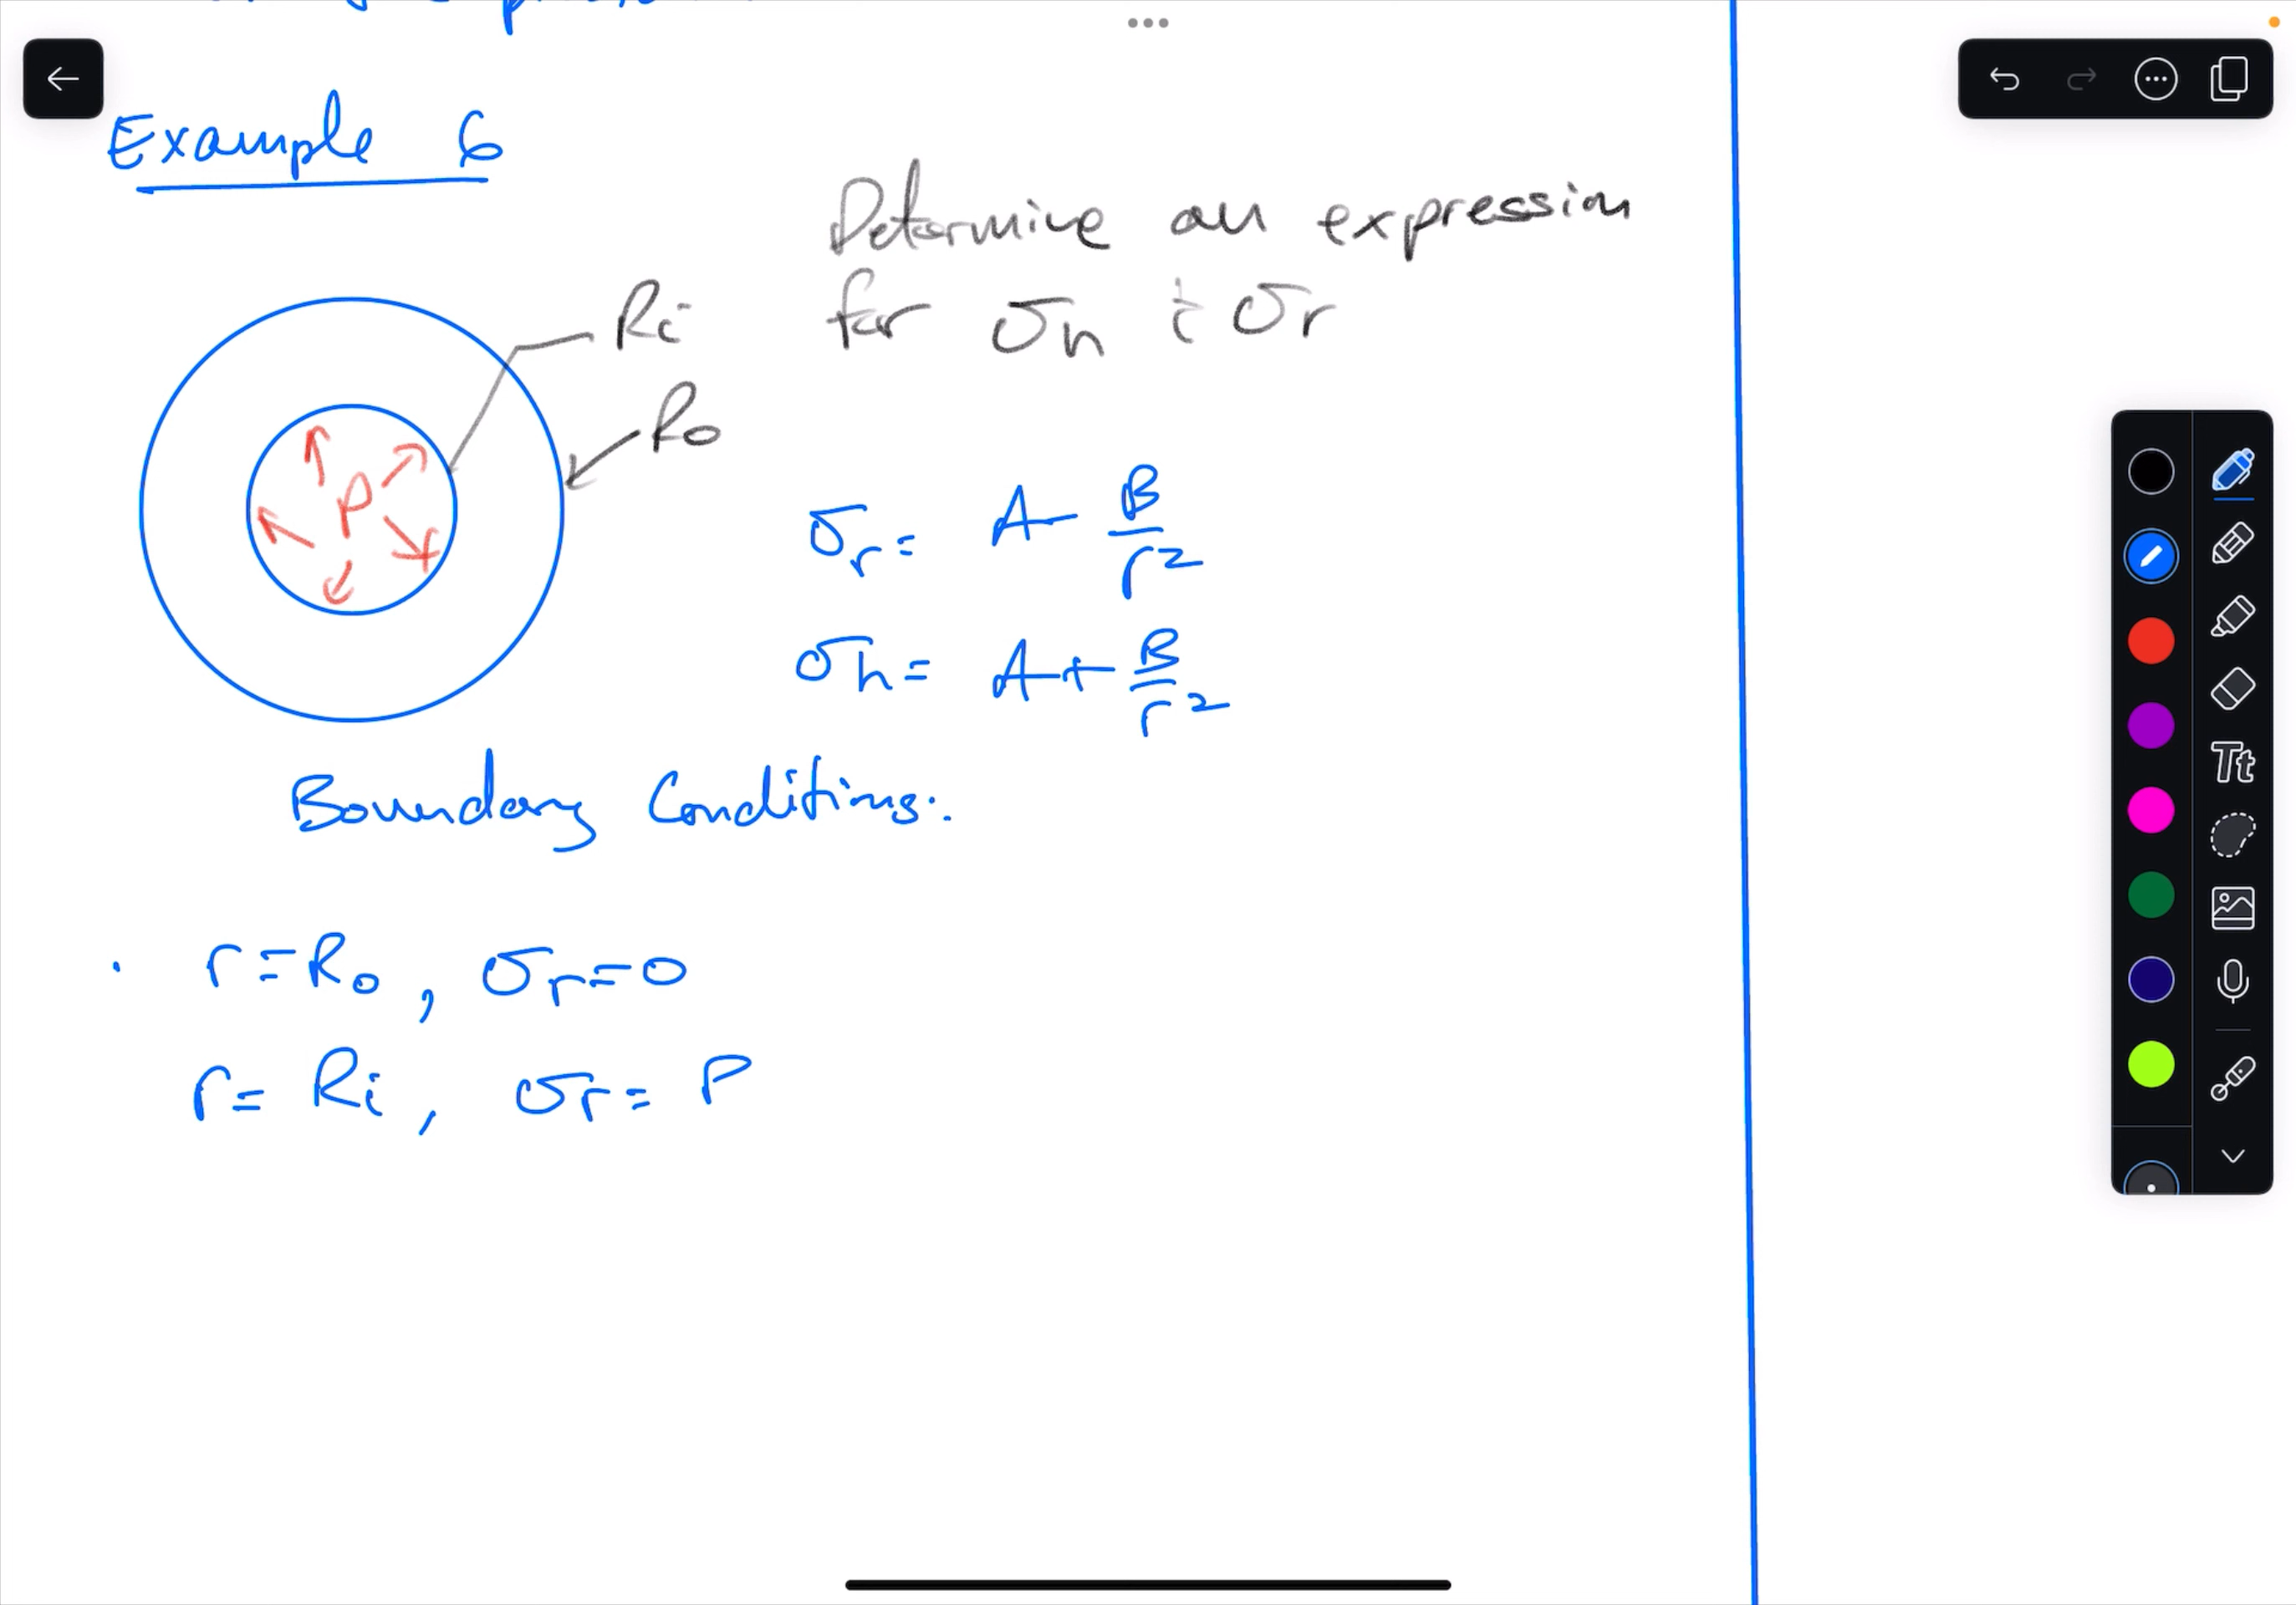 Example 6
Determine an expression
for σh & σr
Ri
Ro
P
σr = A - B/r²
σh = A + B/r²
Boundary Conditions:
· r=Ro, σr=0
r= Ri, σr= P
Tt